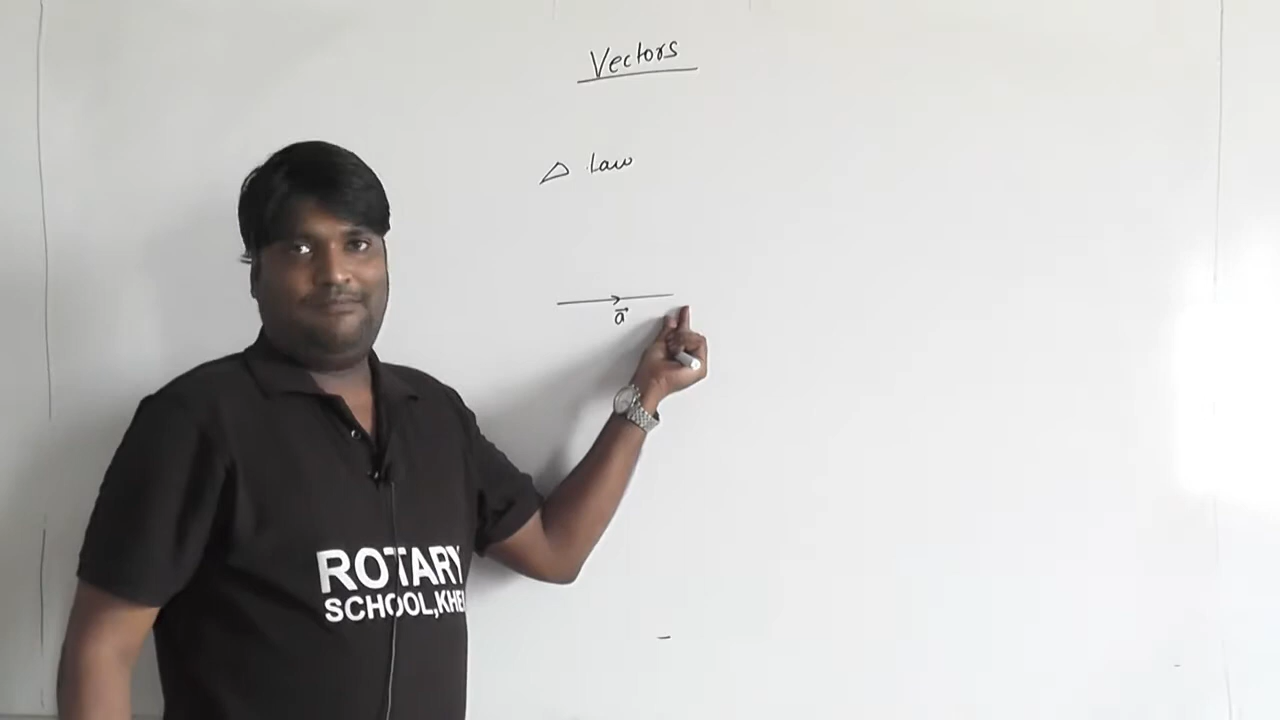 Vectors
△ law
a⃗
ROTARY
SCHOOL,KHE